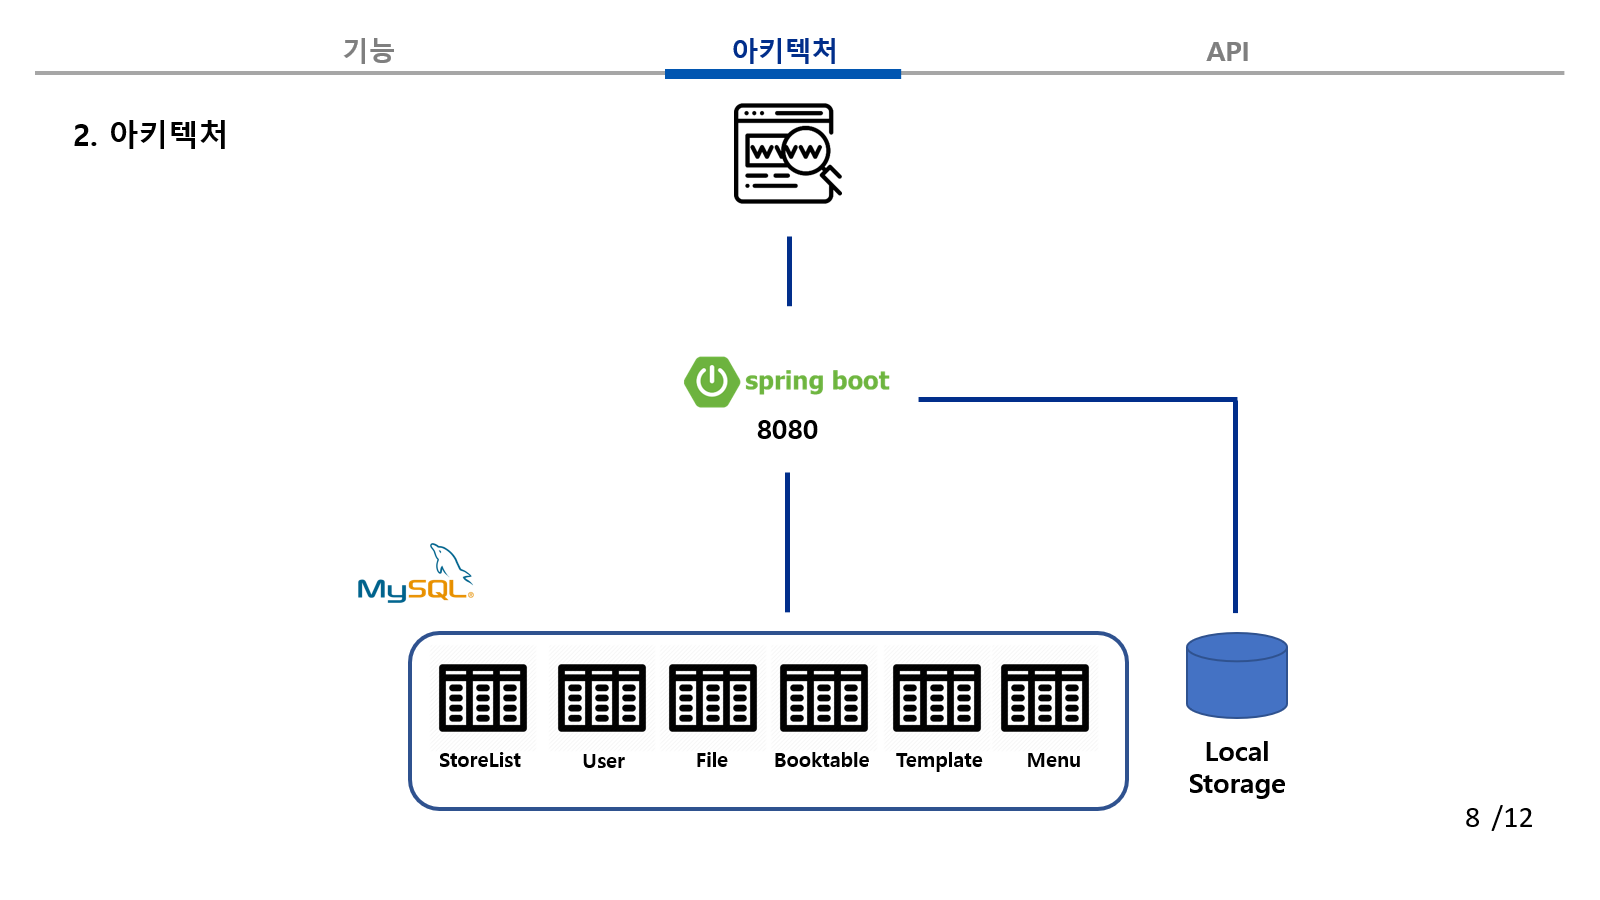 기능
아키텍처
API
2. 아키텍처
WWW
spring boot
8080
MySQL®
StoreList
User
File
Booktable
Template
Menu
Local
Storage
8 /12